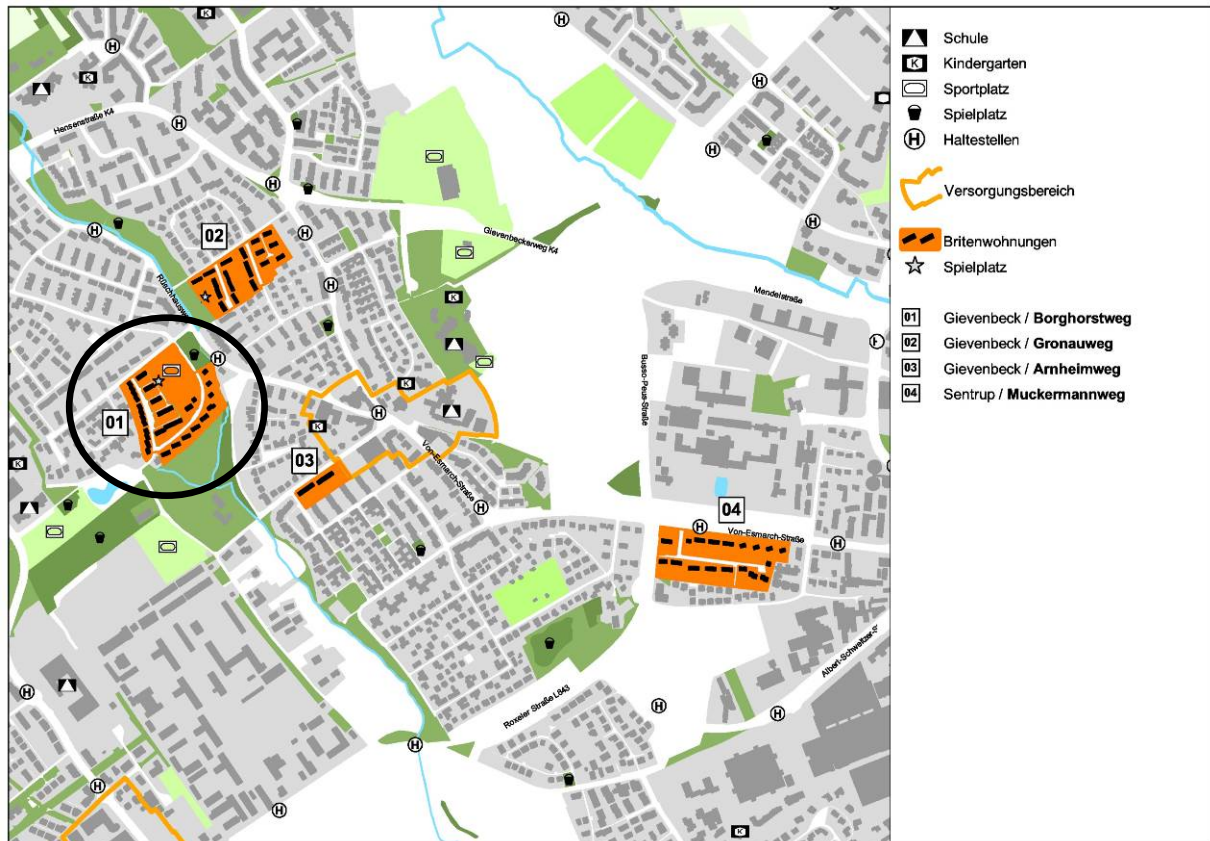 Hensenstraße K4
Gievenbeckerweg K4
Mendelstraße
Busso-Peus-Straße
02
01
03
Von-Esmarch-Straße
04
Von-Esmarch-Straße
Roxeler Straße L843
H
K
Schule
Kindergarten
Sportplatz
Spielplatz
Haltestellen
Versorgungsbereich
Britenwohnungen
Spielplatz
01 Gievenbeck / Borghorstweg
02 Gievenbeck / Gronauweg
03 Gievenbeck / Arnheimweg
04 Sentrup / Muckermannweg